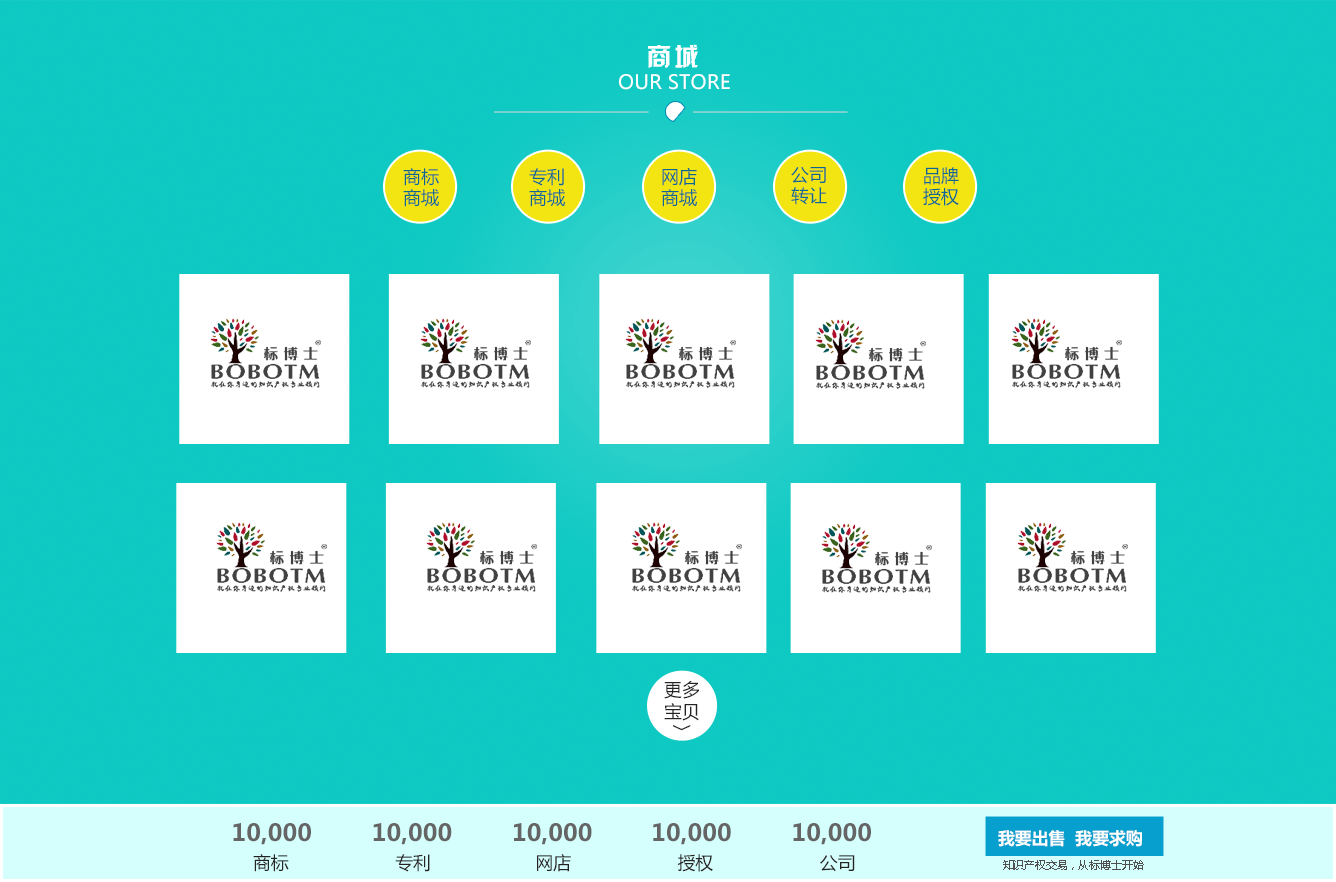 商城
OUR STORE
商标
商城
专利
商城
网店
商城
公司
转让
品牌
授权
标博士®
BOBOTM
就在你身边的知识产权专业顾问
标博士®
BOBOTM
就在你身边的知识产权专业顾问
标博士®
BOBOTM
就在你身边的知识产权专业顾问
标博士®
BOBOTM
就在你身边的知识产权专业顾问
标博士®
BOBOTM
就在你身边的知识产权专业顾问
标博士®
BOBOTM
就在你身边的知识产权专业顾问
标博士®
BOBOTM
就在你身边的知识产权专业顾问
标博士®
BOBOTM
就在你身边的知识产权专业顾问
标博士®
BOBOTM
就在你身边的知识产权专业顾问
标博士®
BOBOTM
就在你身边的知识产权专业顾问
更多
宝贝
10,000
商标
10,000
专利
10,000
网店
10,000
授权
10,000
公司
我要出售 我要求购
知识产权交易，从标博士开始